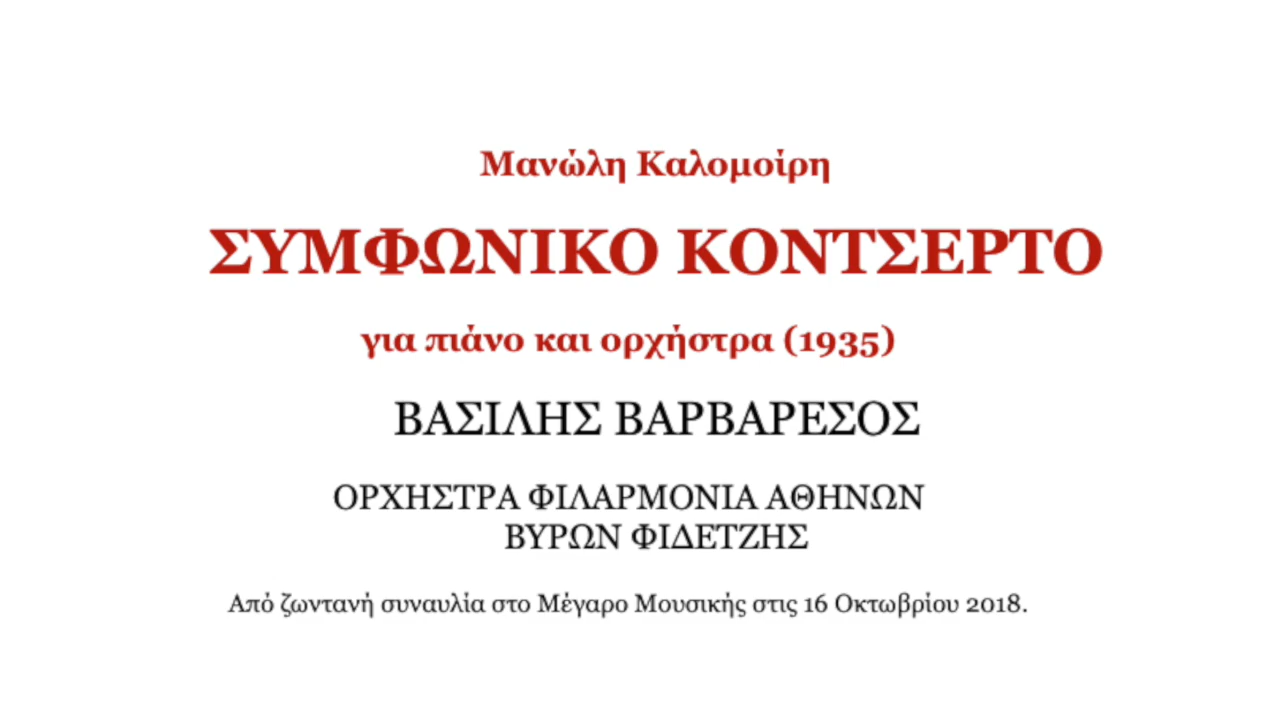 Μανώλη Καλομοίρη
ΣΥΜΦΩΝΙΚΟ ΚΟΝΤΣΕΡΤΟ
για πιάνο και ορχήστρα (1935)
ΒΑΣΙΛΗΣ ΒΑΡΒΑΡΕΣΟΣ
ΟΡΧΗΣΤΡΑ ΦΙΛΑΡΜΟΝΙΑ ΑΘΗΝΩΝ
ΒΥΡΩΝ ΦΙΔΕΤΖΗΣ
Από ζωντανή συναυλία στο Μέγαρο Μουσικής στις 16 Οκτωβρίου 2018.